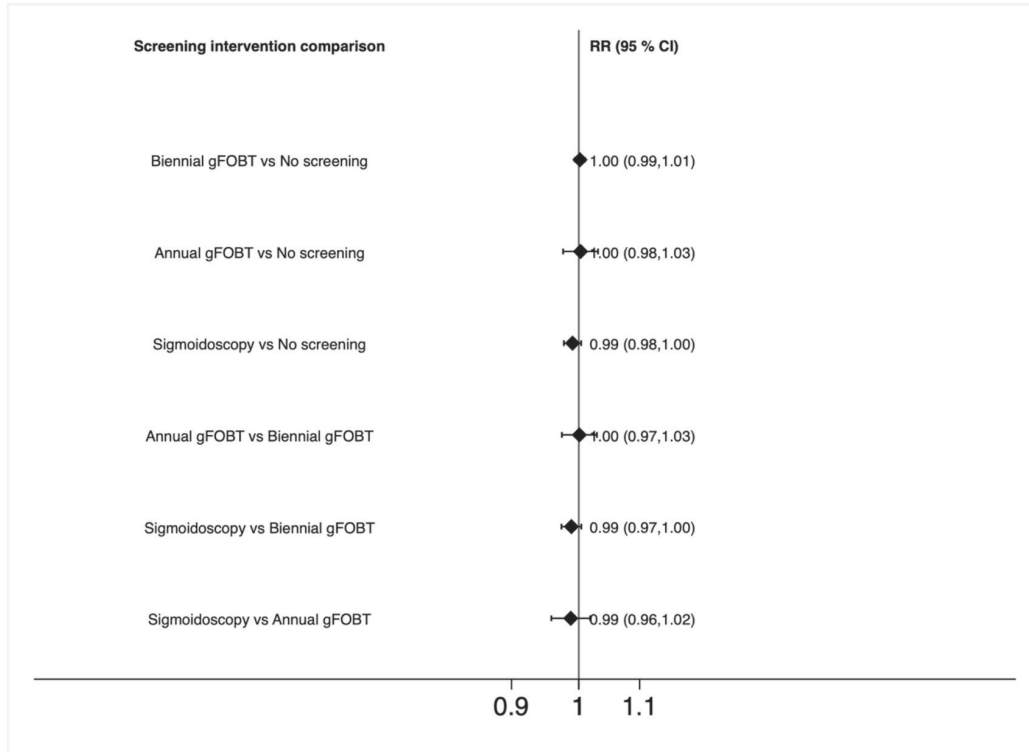 Screening intervention comparison RR (95 % CI)
Biennial gFOBT vs No screening 1.00 (0.99,1.01)
Annual gFOBT vs No screening 1.00 (0.98,1.03)
Sigmoidoscopy vs No screening 0.99 (0.98,1.00)
Annual gFOBT vs Biennial gFOBT 1.00 (0.97,1.03)
Sigmoidoscopy vs Biennial gFOBT 0.99 (0.97,1.00)
Sigmoidoscopy vs Annual gFOBT 0.99 (0.96,1.02)
0.9 1 1.1